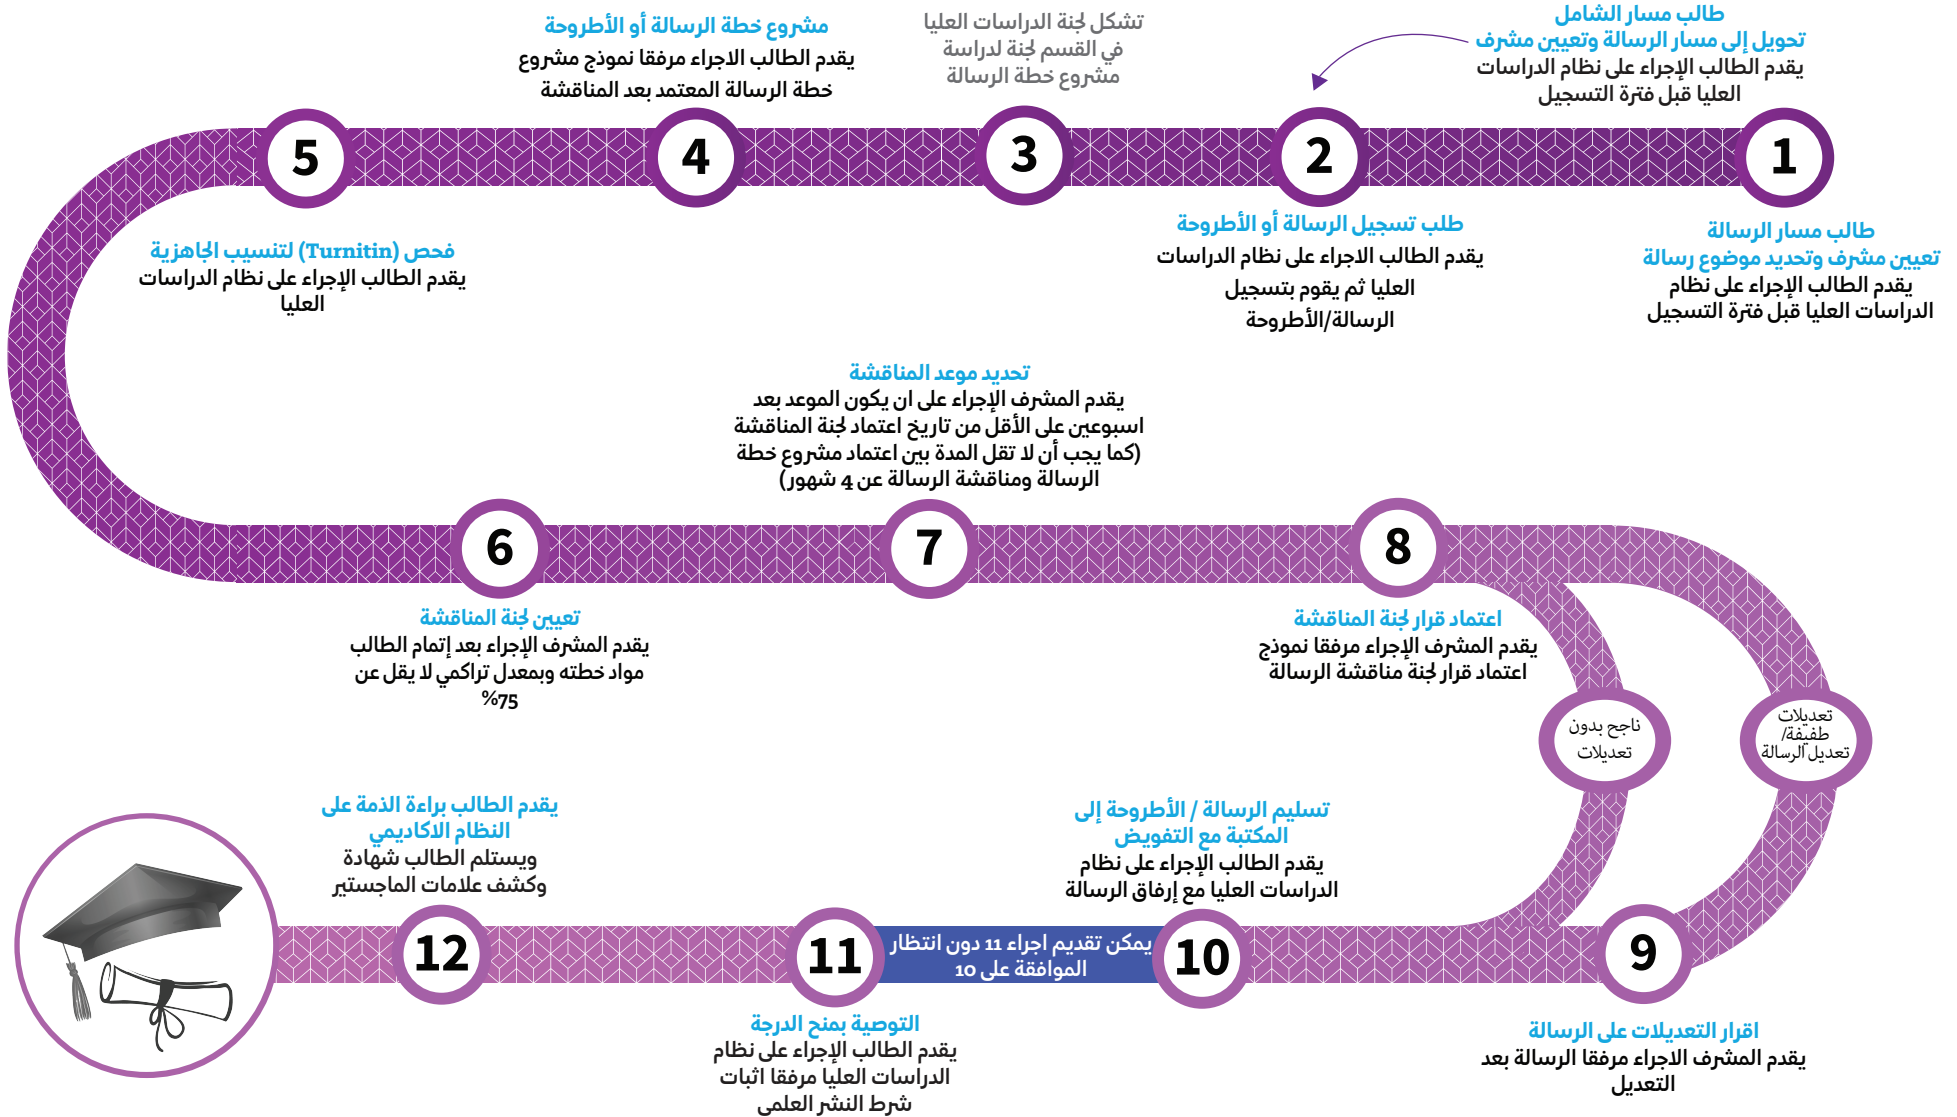 طالب مسار الشامل
تحويل إلى مسار الرسالة وتعيين مشرف
يقدم الطالب الإجراء على نظام الدراسات
العليا قبل فترة التسجيل
1
طالب مسار الرسالة
تعيين مشرف وتحديد موضوع رسالة
يقدم الطالب الإجراء على نظام
الدراسات العليا قبل فترة التسجيل
2
طلب تسجيل الرسالة أو الأطروحة
يقدم الطالب الاجراء على نظام الدراسات
العليا ثم يقوم بتسجيل
الرسالة/الأطروحة
تشكل لجنة الدراسات العليا
في القسم لجنة لدراسة
مشروع خطة الرسالة
3
مشروع خطة الرسالة أو الأطروحة
يقدم الطالب الاجراء مرفقا نموذج مشروع
خطة الرسالة المعتمد بعد المناقشة
4
5
فحص (Turnitin) لتنسيب الجاهزية
يقدم الطالب الإجراء على نظام الدراسات
العليا
6
تعيين لجنة المناقشة
يقدم المشرف الإجراء بعد إتمام الطالب
مواد خطته وبمعدل تراكمي لا يقل عن
75%
تحديد موعد المناقشة
يقدم المشرف الإجراء على ان يكون الموعد بعد
اسبوعين على الأقل من تاريخ اعتماد لجنة المناقشة
(كما يجب أن لا تقل المدة بين اعتماد مشروع خطة
الرسالة ومناقشة الرسالة عن 4 شهور)
7
8
اعتماد قرار لجنة المناقشة
يقدم المشرف الإجراء مرفقا نموذج
اعتماد قرار لجنة مناقشة الرسالة
ناجح بدون
تعديلات
تعديلات
طفيفة/
تعديل الرسالة
9
اقرار التعديلات على الرسالة
يقدم المشرف الاجراء مرفقا الرسالة بعد
التعديل
تسليم الرسالة / الأطروحة إلى
المكتبة مع التفويض
يقدم الطالب الإجراء على نظام
الدراسات العليا مع إرفاق الرسالة
10
يمكن تقديم اجراء 11 دون انتظار
الموافقة على 10
11
التوصية بمنح الدرجة
يقدم الطالب الإجراء على نظام
الدراسات العليا مرفقا اثبات
شرط النشر العلمي
يقدم الطالب براءة الذمة على
النظام الاكاديمي
ويستلم الطالب شهادة
وكشف علامات الماجستير
12